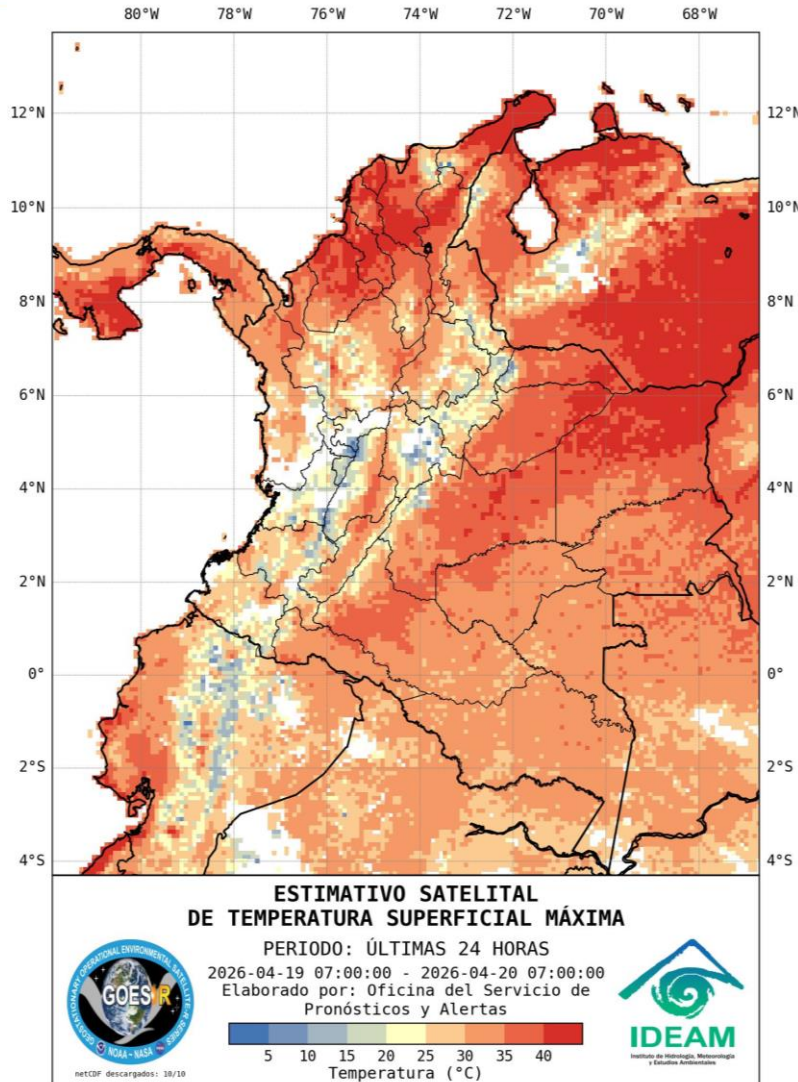 80°W 78°W 76°W 74°W 72°W 70°W 68°W
12°N 12°N
10°N 10°N
8°N 8°N
6°N 6°N
4°N 4°N
2°N 2°N
0° 0°
2°S 2°S
4°S 4°S
ESTIMATIVO SATELITAL
DE TEMPERATURA SUPERFICIAL MÁXIMA
PERIODO: ÚLTIMAS 24 HORAS
2026-04-19 07:00:00 - 2026-04-20 07:00:00
Elaborado por: Oficina del Servicio de
Pronósticos y Alertas
5 10 15 20 25 30 35 40
Temperatura (°C)
GEOSTATIONARY OPERATIONAL ENVIRONMENTAL SATELLITE-R SERIES
GOES R
NOAA - NASA
netCDF descargados: 10/10
IDEAM
Instituto de Hidrología, Meteorología
y Estudios Ambientales